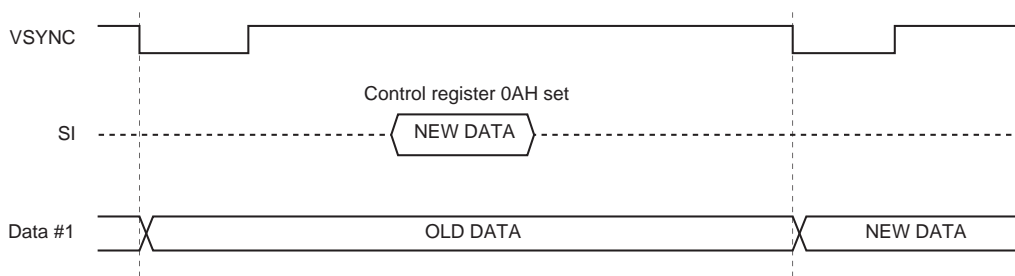 VSYNC
Control register 0AH set
SI
NEW DATA
Data #1
OLD DATA
NEW DATA